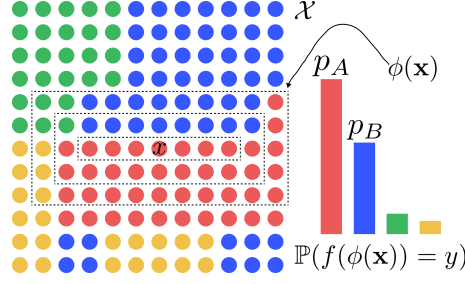 𝒳
p_A
ϕ(𝐱)
p_B
x
ℙ(f(ϕ(𝐱)) = y)